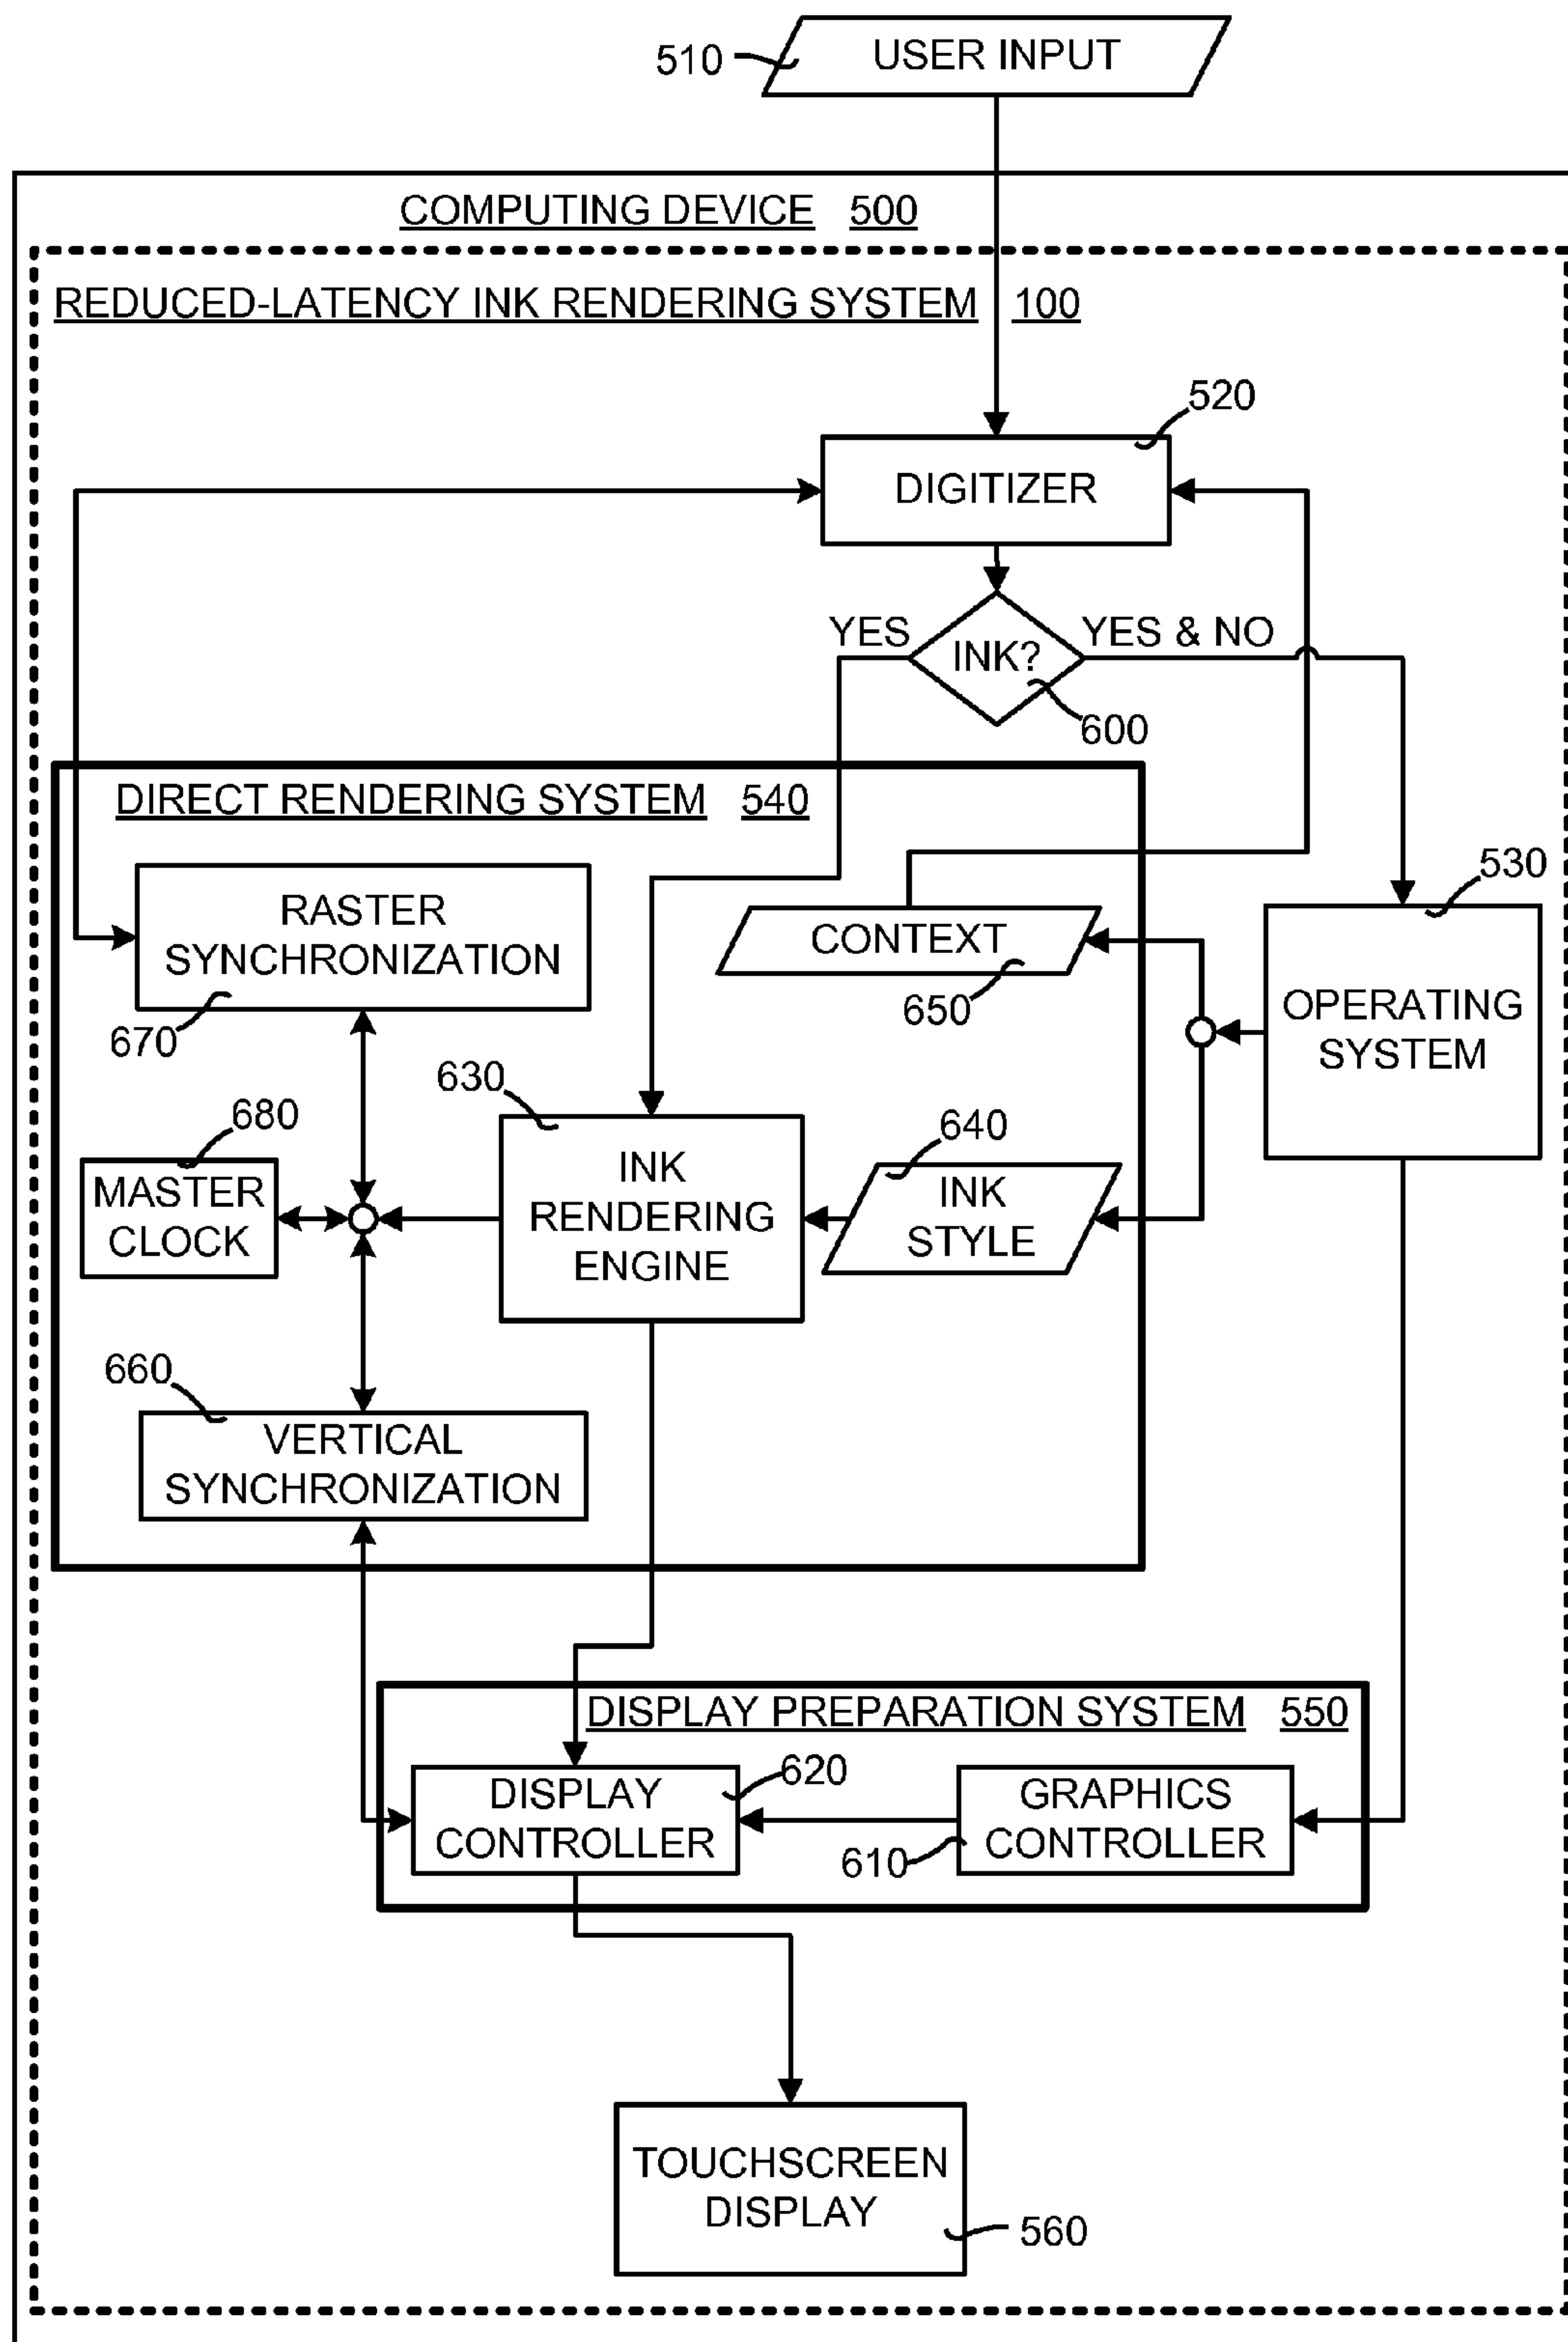 510 USER INPUT
COMPUTING DEVICE 500
REDUCED-LATENCY INK RENDERING SYSTEM 100
520
DIGITIZER
YES
INK?
YES & NO
600
DIRECT RENDERING SYSTEM 540
530
RASTER
SYNCHRONIZATION
670
CONTEXT
650
OPERATING
SYSTEM
630
680
MASTER
CLOCK
INK
RENDERING
ENGINE
640
INK
STYLE
660
VERTICAL
SYNCHRONIZATION
DISPLAY PREPARATION SYSTEM 550
620
DISPLAY
CONTROLLER
610
GRAPHICS
CONTROLLER
TOUCHSCREEN
DISPLAY
560